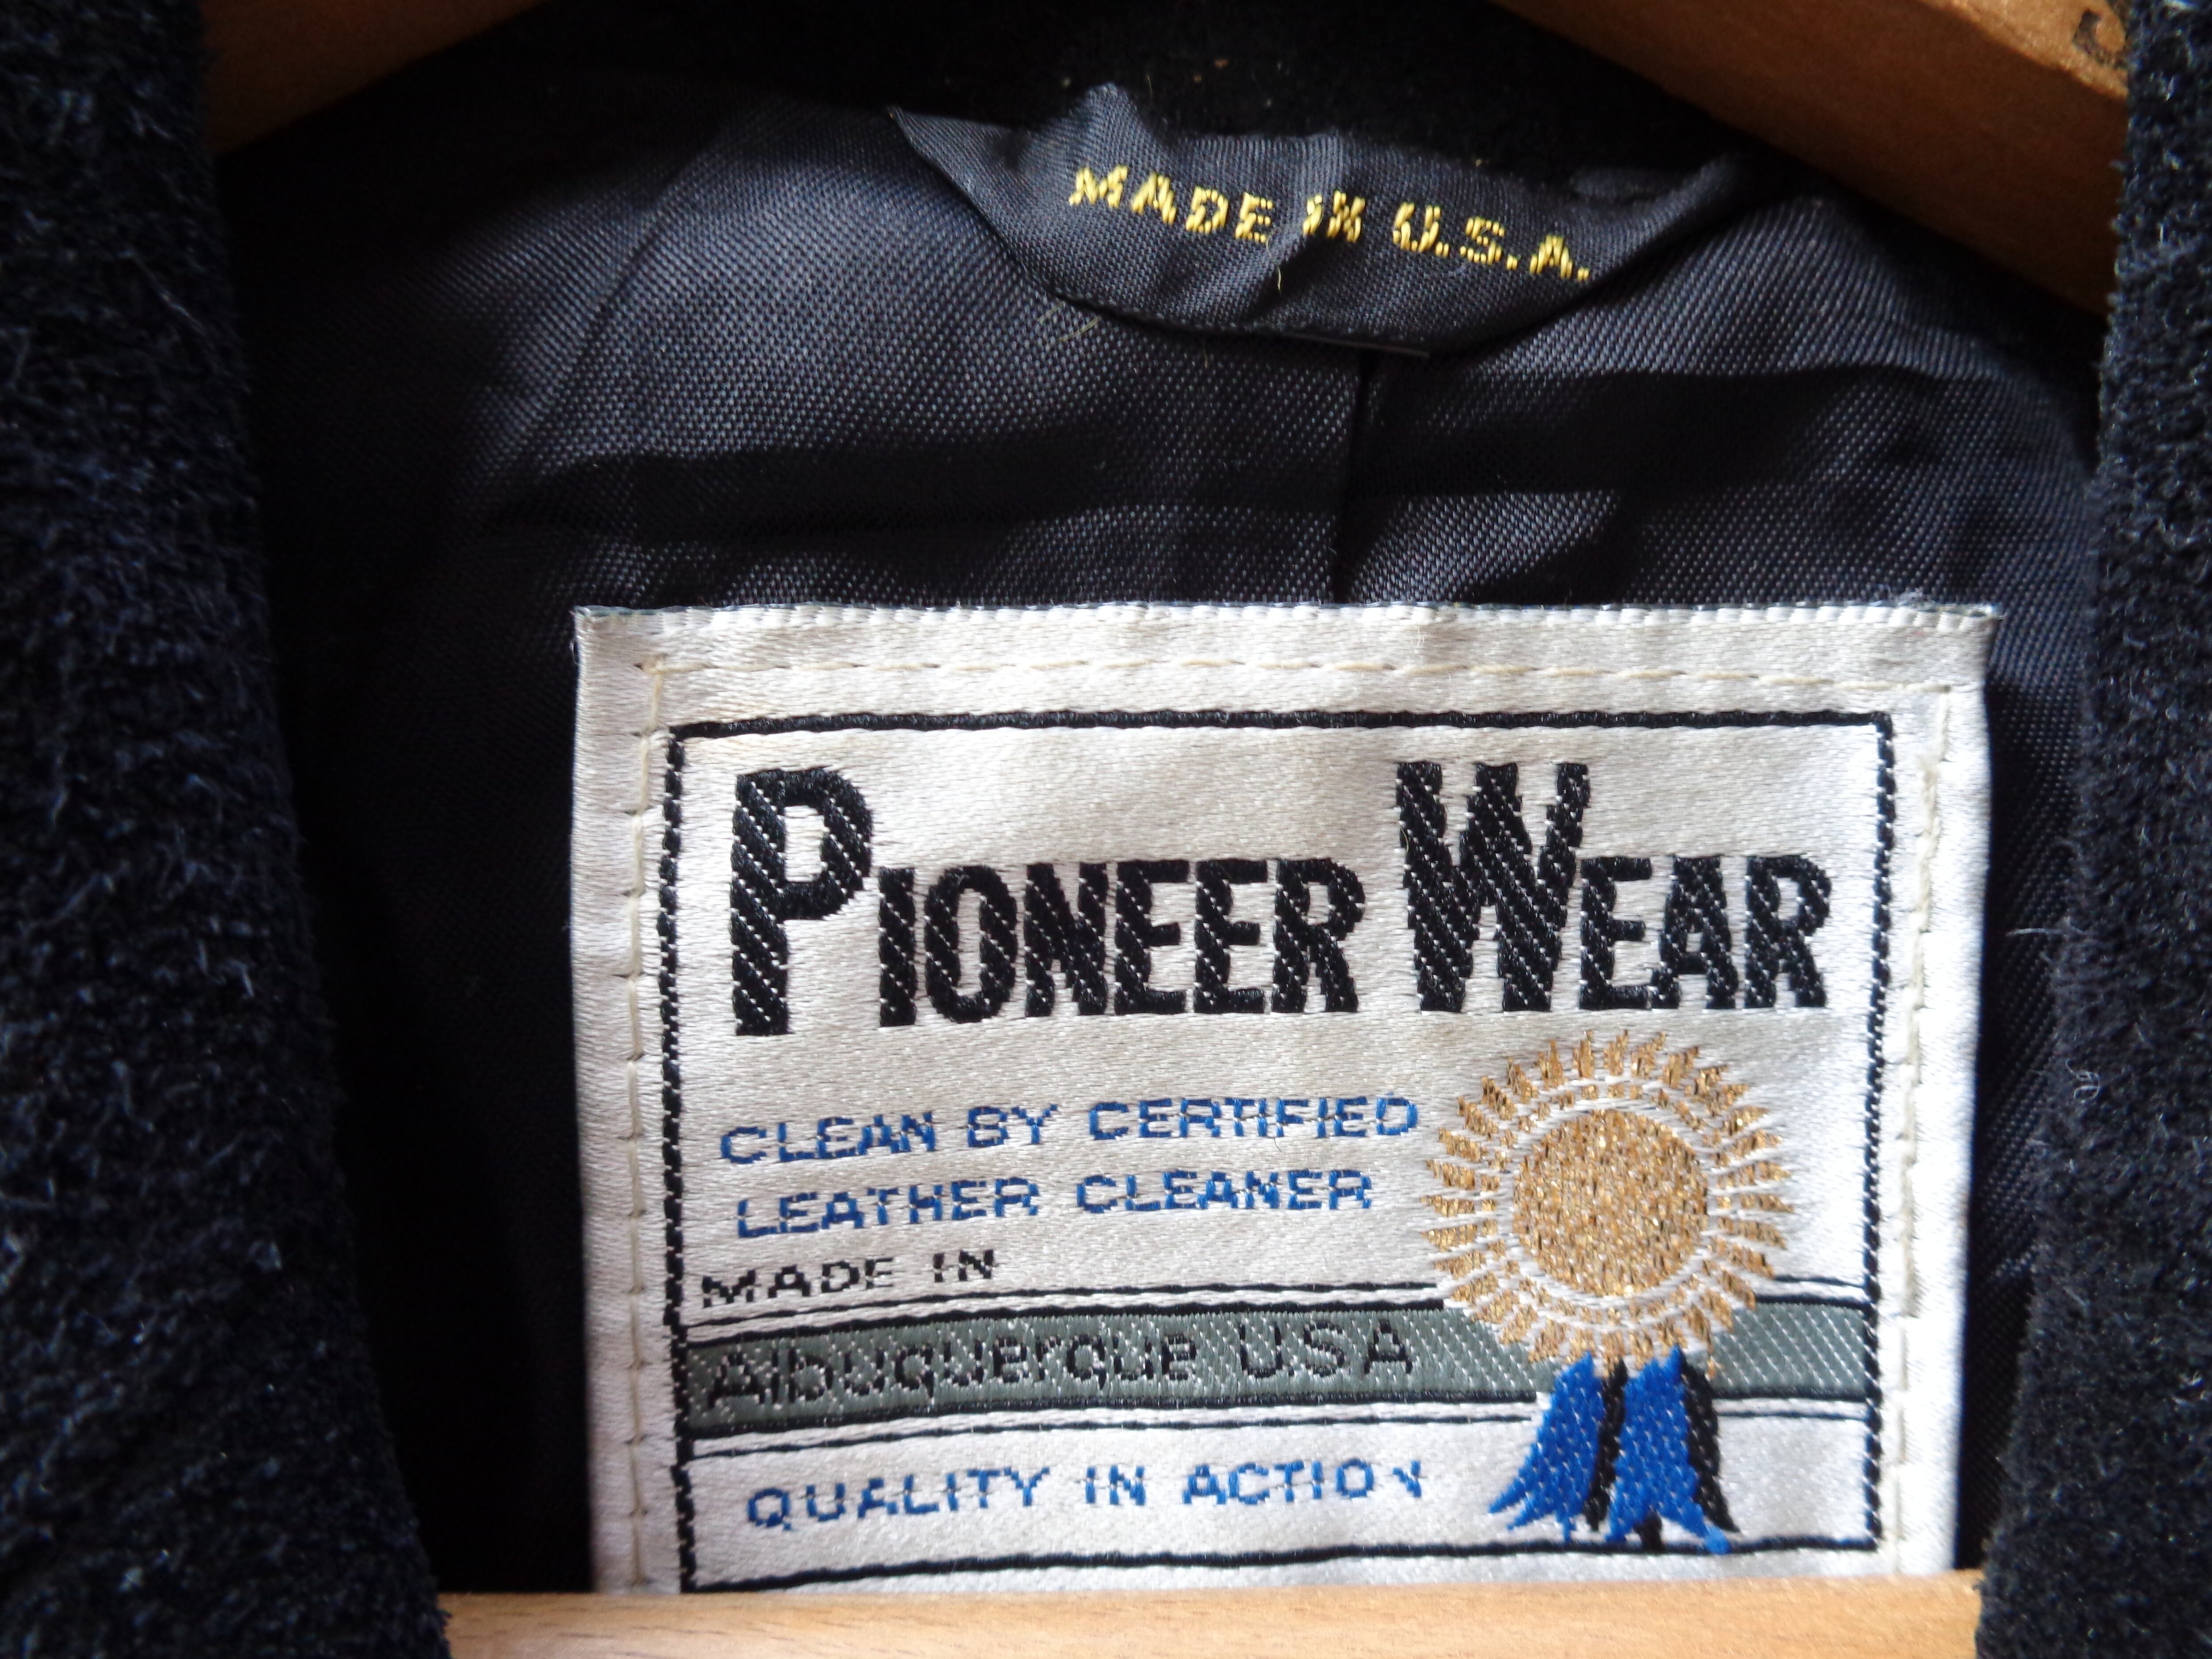 MADE IN U.S.A.
PIONEER WEAR
CLEAN BY CERTIFIED
LEATHER CLEANER
MADE IN
Albuquerque USA
QUALITY IN ACTION